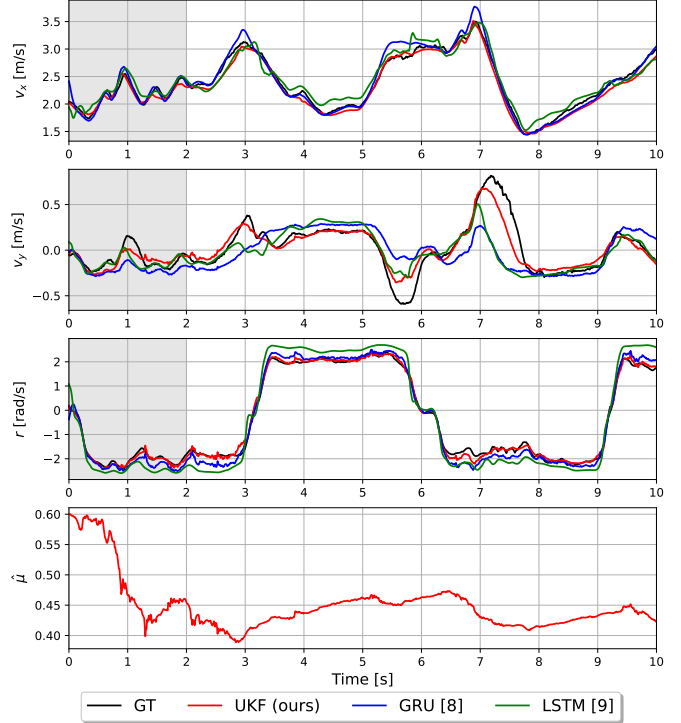 3.5
3.0
2.5
2.0
1.5
v_x [m/s]
0 1 2 3 4 5 6 7 8 9 10
0.5
0.0
−0.5
v_y [m/s]
0 1 2 3 4 5 6 7 8 9 10
2
1
0
−1
−2
r [rad/s]
0 1 2 3 4 5 6 7 8 9 10
0.60
0.55
0.50
0.45
0.40
μ̂
0 1 2 3 4 5 6 7 8 9 10
Time [s]
GT UKF (ours) GRU [8] LSTM [9]